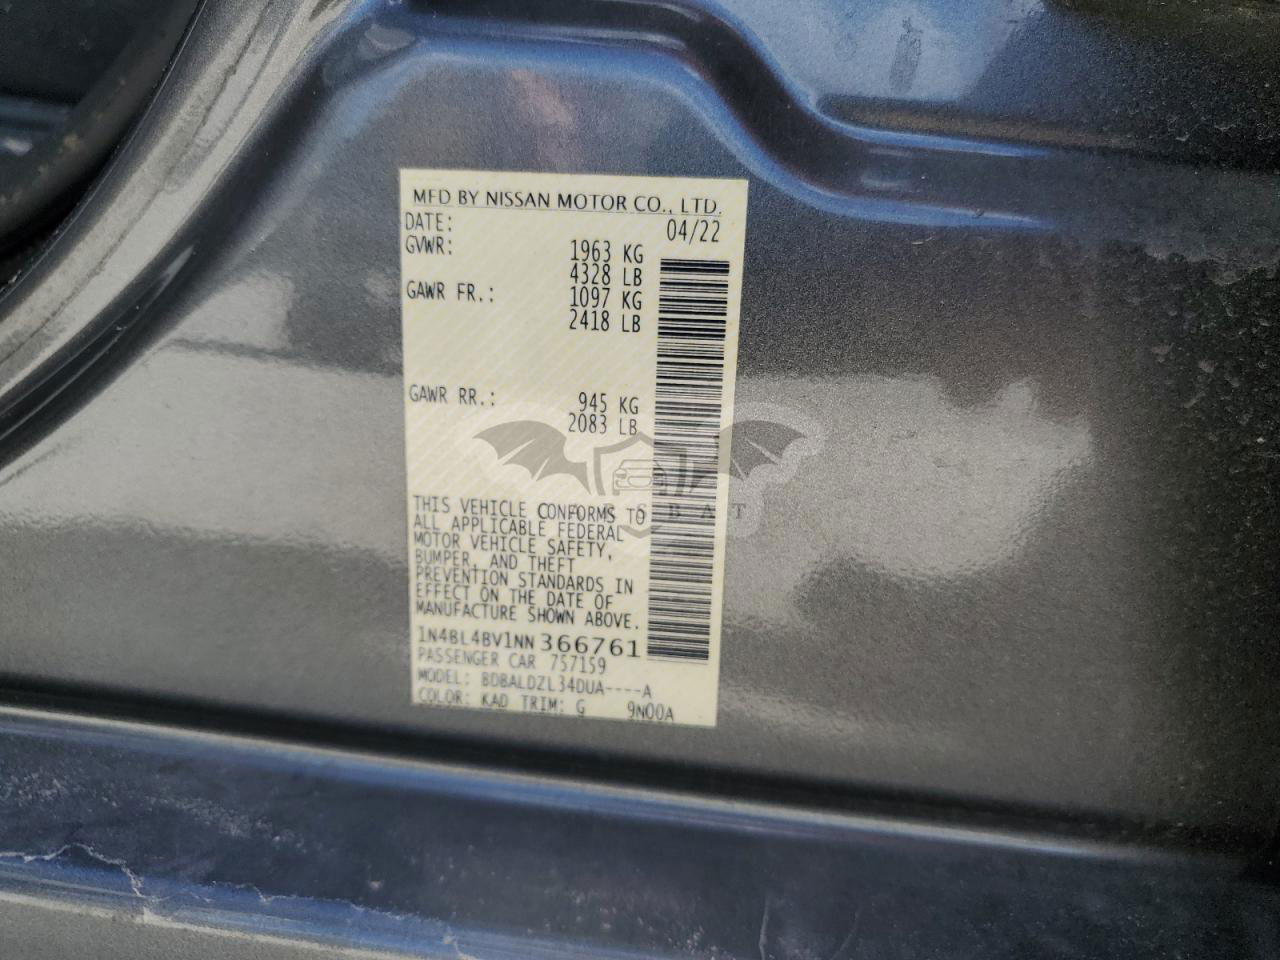 MFD BY NISSAN MOTOR CO., LTD.
DATE: 04/22
GVWR: 1963 KG
4328 LB
GAWR FR.: 1097 KG
2418 LB
GAWR RR.: 945 KG
2083 LB
THIS VEHICLE CONFORMS TO
ALL APPLICABLE FEDERAL
MOTOR VEHICLE SAFETY,
BUMPER, AND THEFT
PREVENTION STANDARDS IN
EFFECT ON THE DATE OF
MANUFACTURE SHOWN ABOVE.
1N4BL4BV1NN366761
PASSENGER CAR 757159
MODEL: BDBALDZL34DUA----A
COLOR: KAD TRIM: G 9N00A